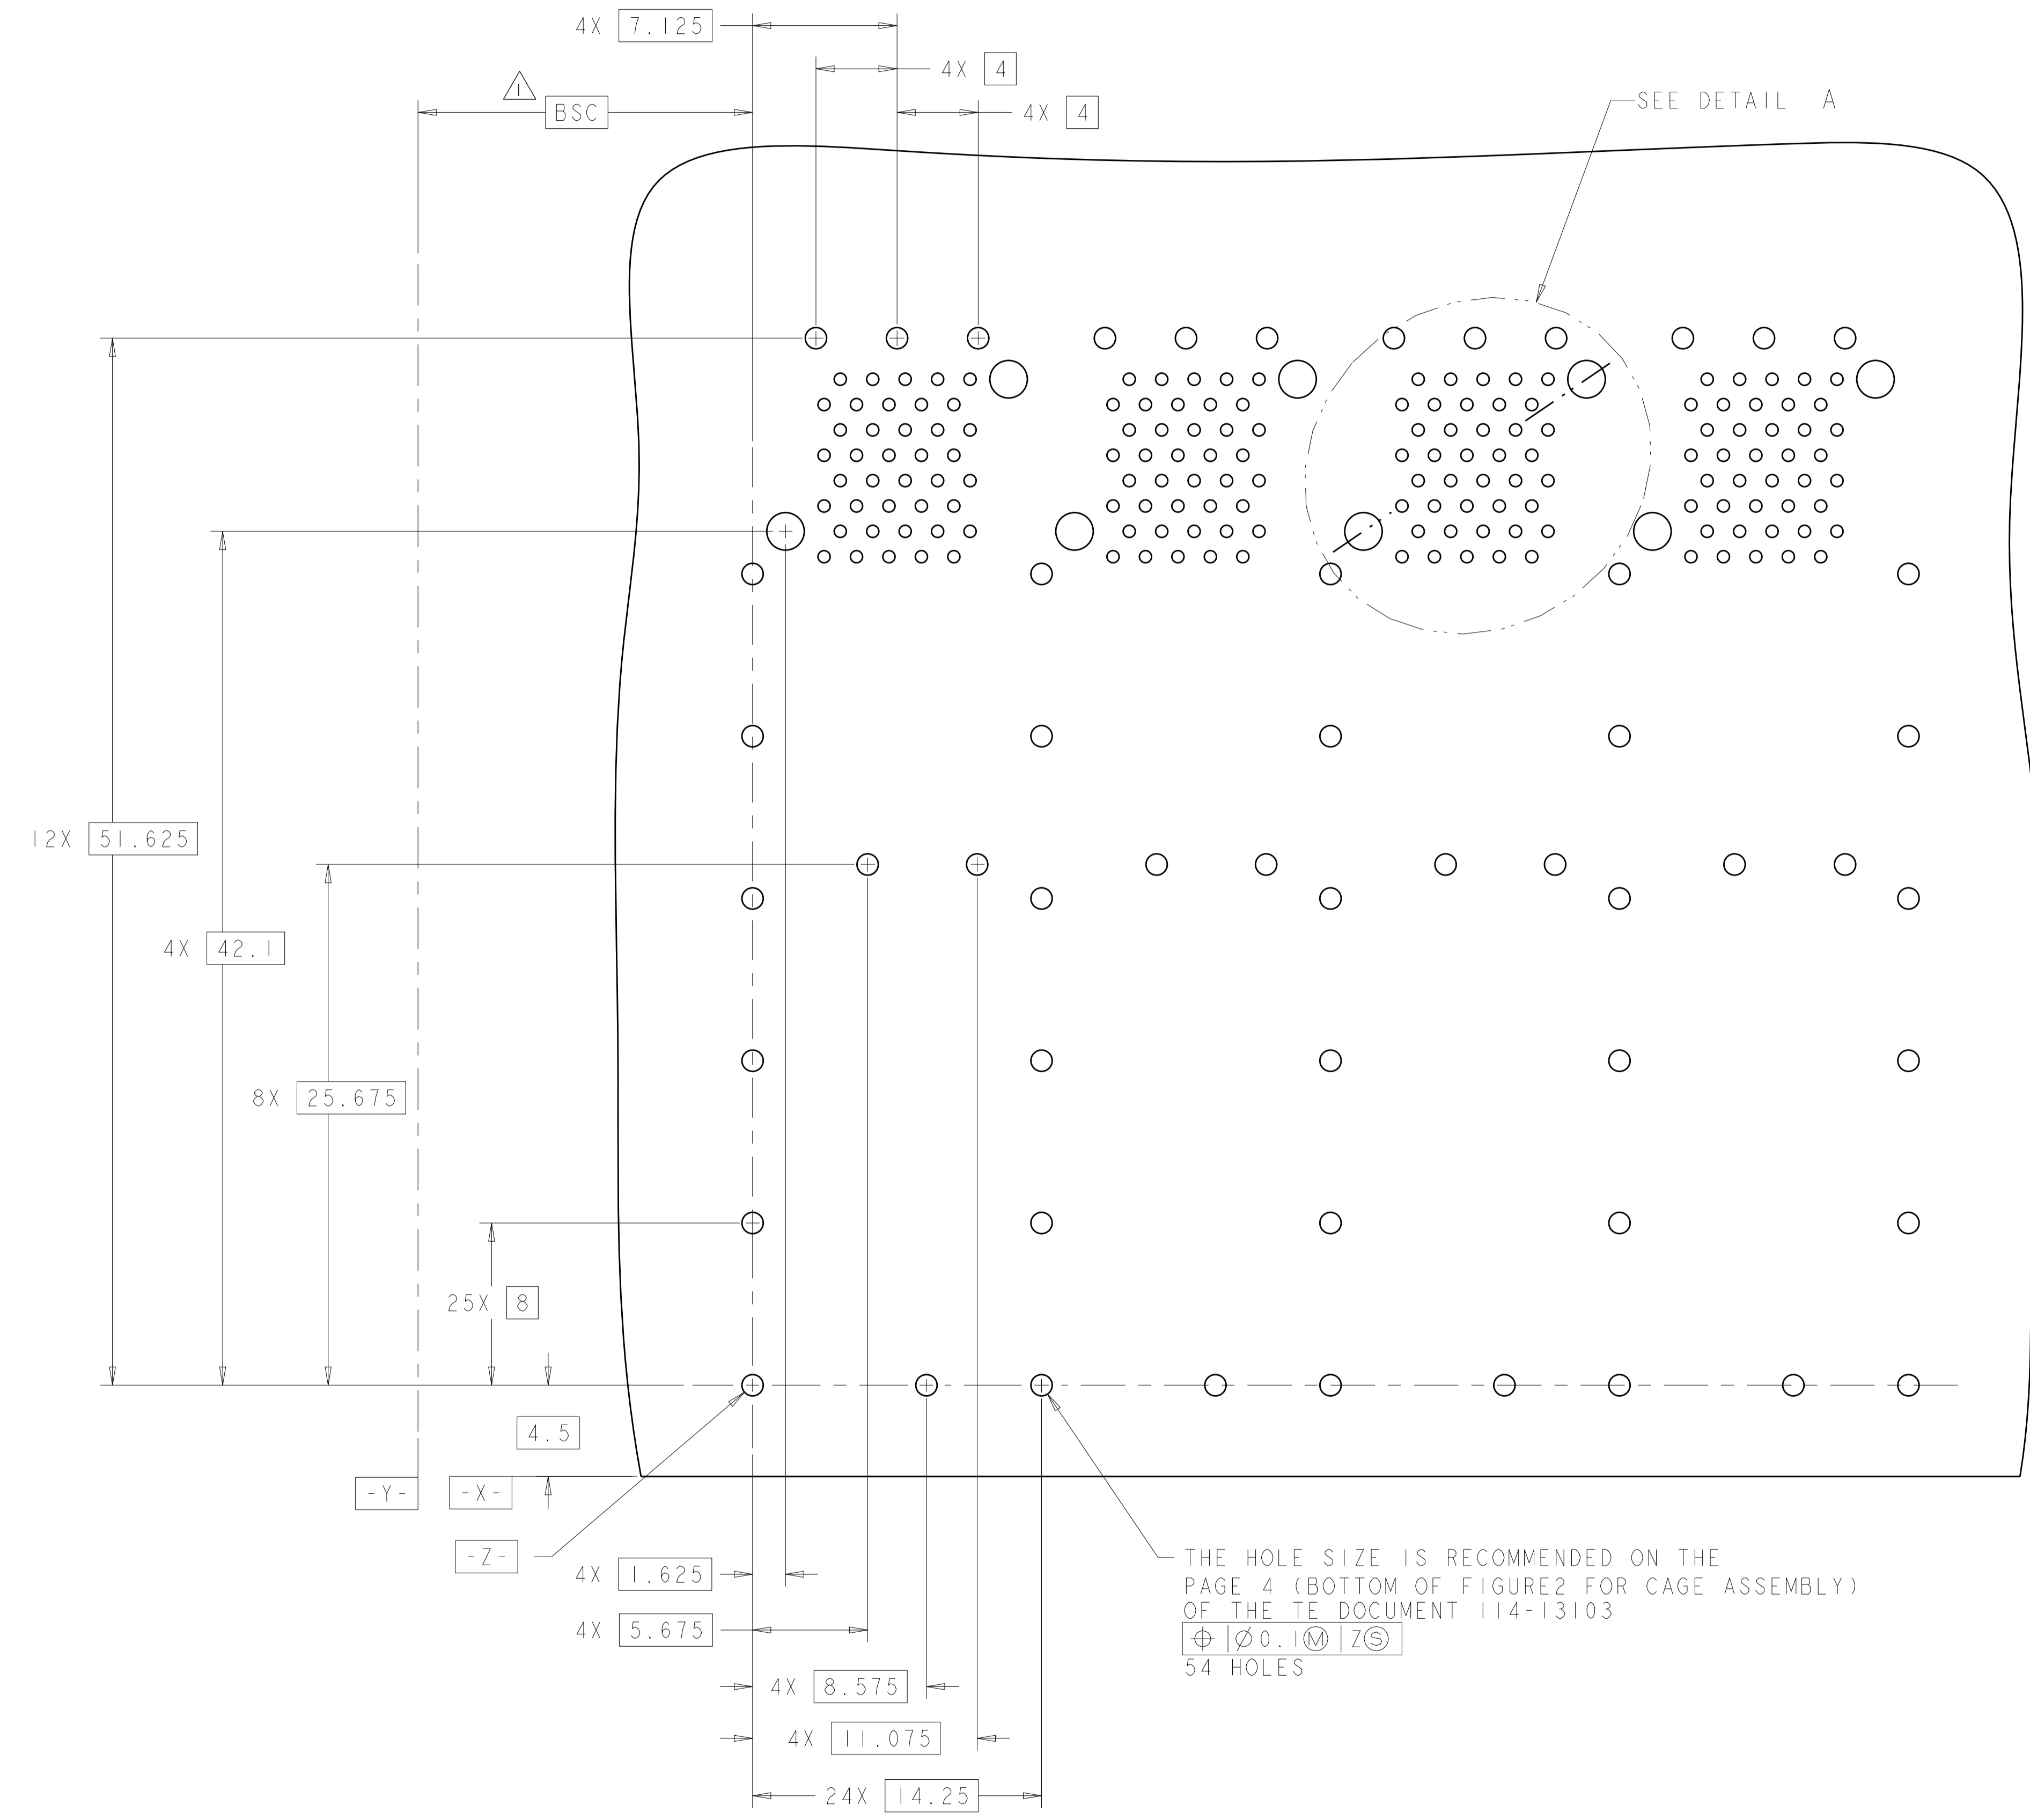 4X 7.125
4X 4
1
BSC
4X 4
SEE DETAIL A
12X 51.625
4X 42.1
8X 25.675
25X 8
4.5
-Y-
-X-
-Z-
4X 1.625
4X 5.675
4X 8.575
4X 11.075
24X 14.25
THE HOLE SIZE IS RECOMMENDED ON THE
PAGE 4 (BOTTOM OF FIGURE2 FOR CAGE ASSEMBLY)
OF THE TE DOCUMENT 114-13103
⌖ Ø0.1Ⓜ ZⓈ
54 HOLES